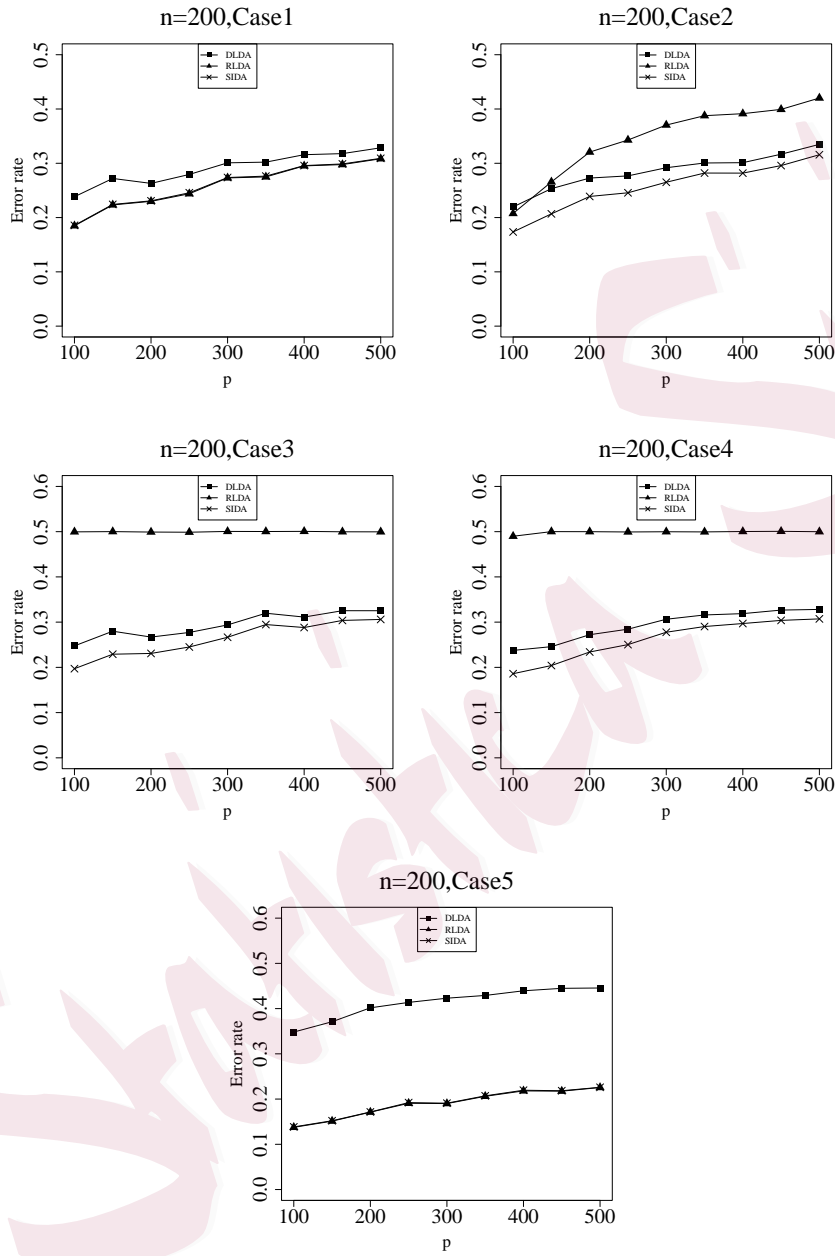 n=200,Case1
DLDA
RLDA
SIDA
Error rate
0.5
0.4
0.3
0.2
0.1
0.0
100 200 300 400 500
p
n=200,Case2
DLDA
RLDA
SIDA
Error rate
0.5
0.4
0.3
0.2
0.1
0.0
100 200 300 400 500
p
n=200,Case3
DLDA
RLDA
SIDA
Error rate
0.6
0.5
0.4
0.3
0.2
0.1
0.0
100 200 300 400 500
p
n=200,Case4
DLDA
RLDA
SIDA
Error rate
0.6
0.5
0.4
0.3
0.2
0.1
0.0
100 200 300 400 500
p
n=200,Case5
DLDA
RLDA
SIDA
Error rate
0.6
0.5
0.4
0.3
0.2
0.1
0.0
100 200 300 400 500
p
Statistica